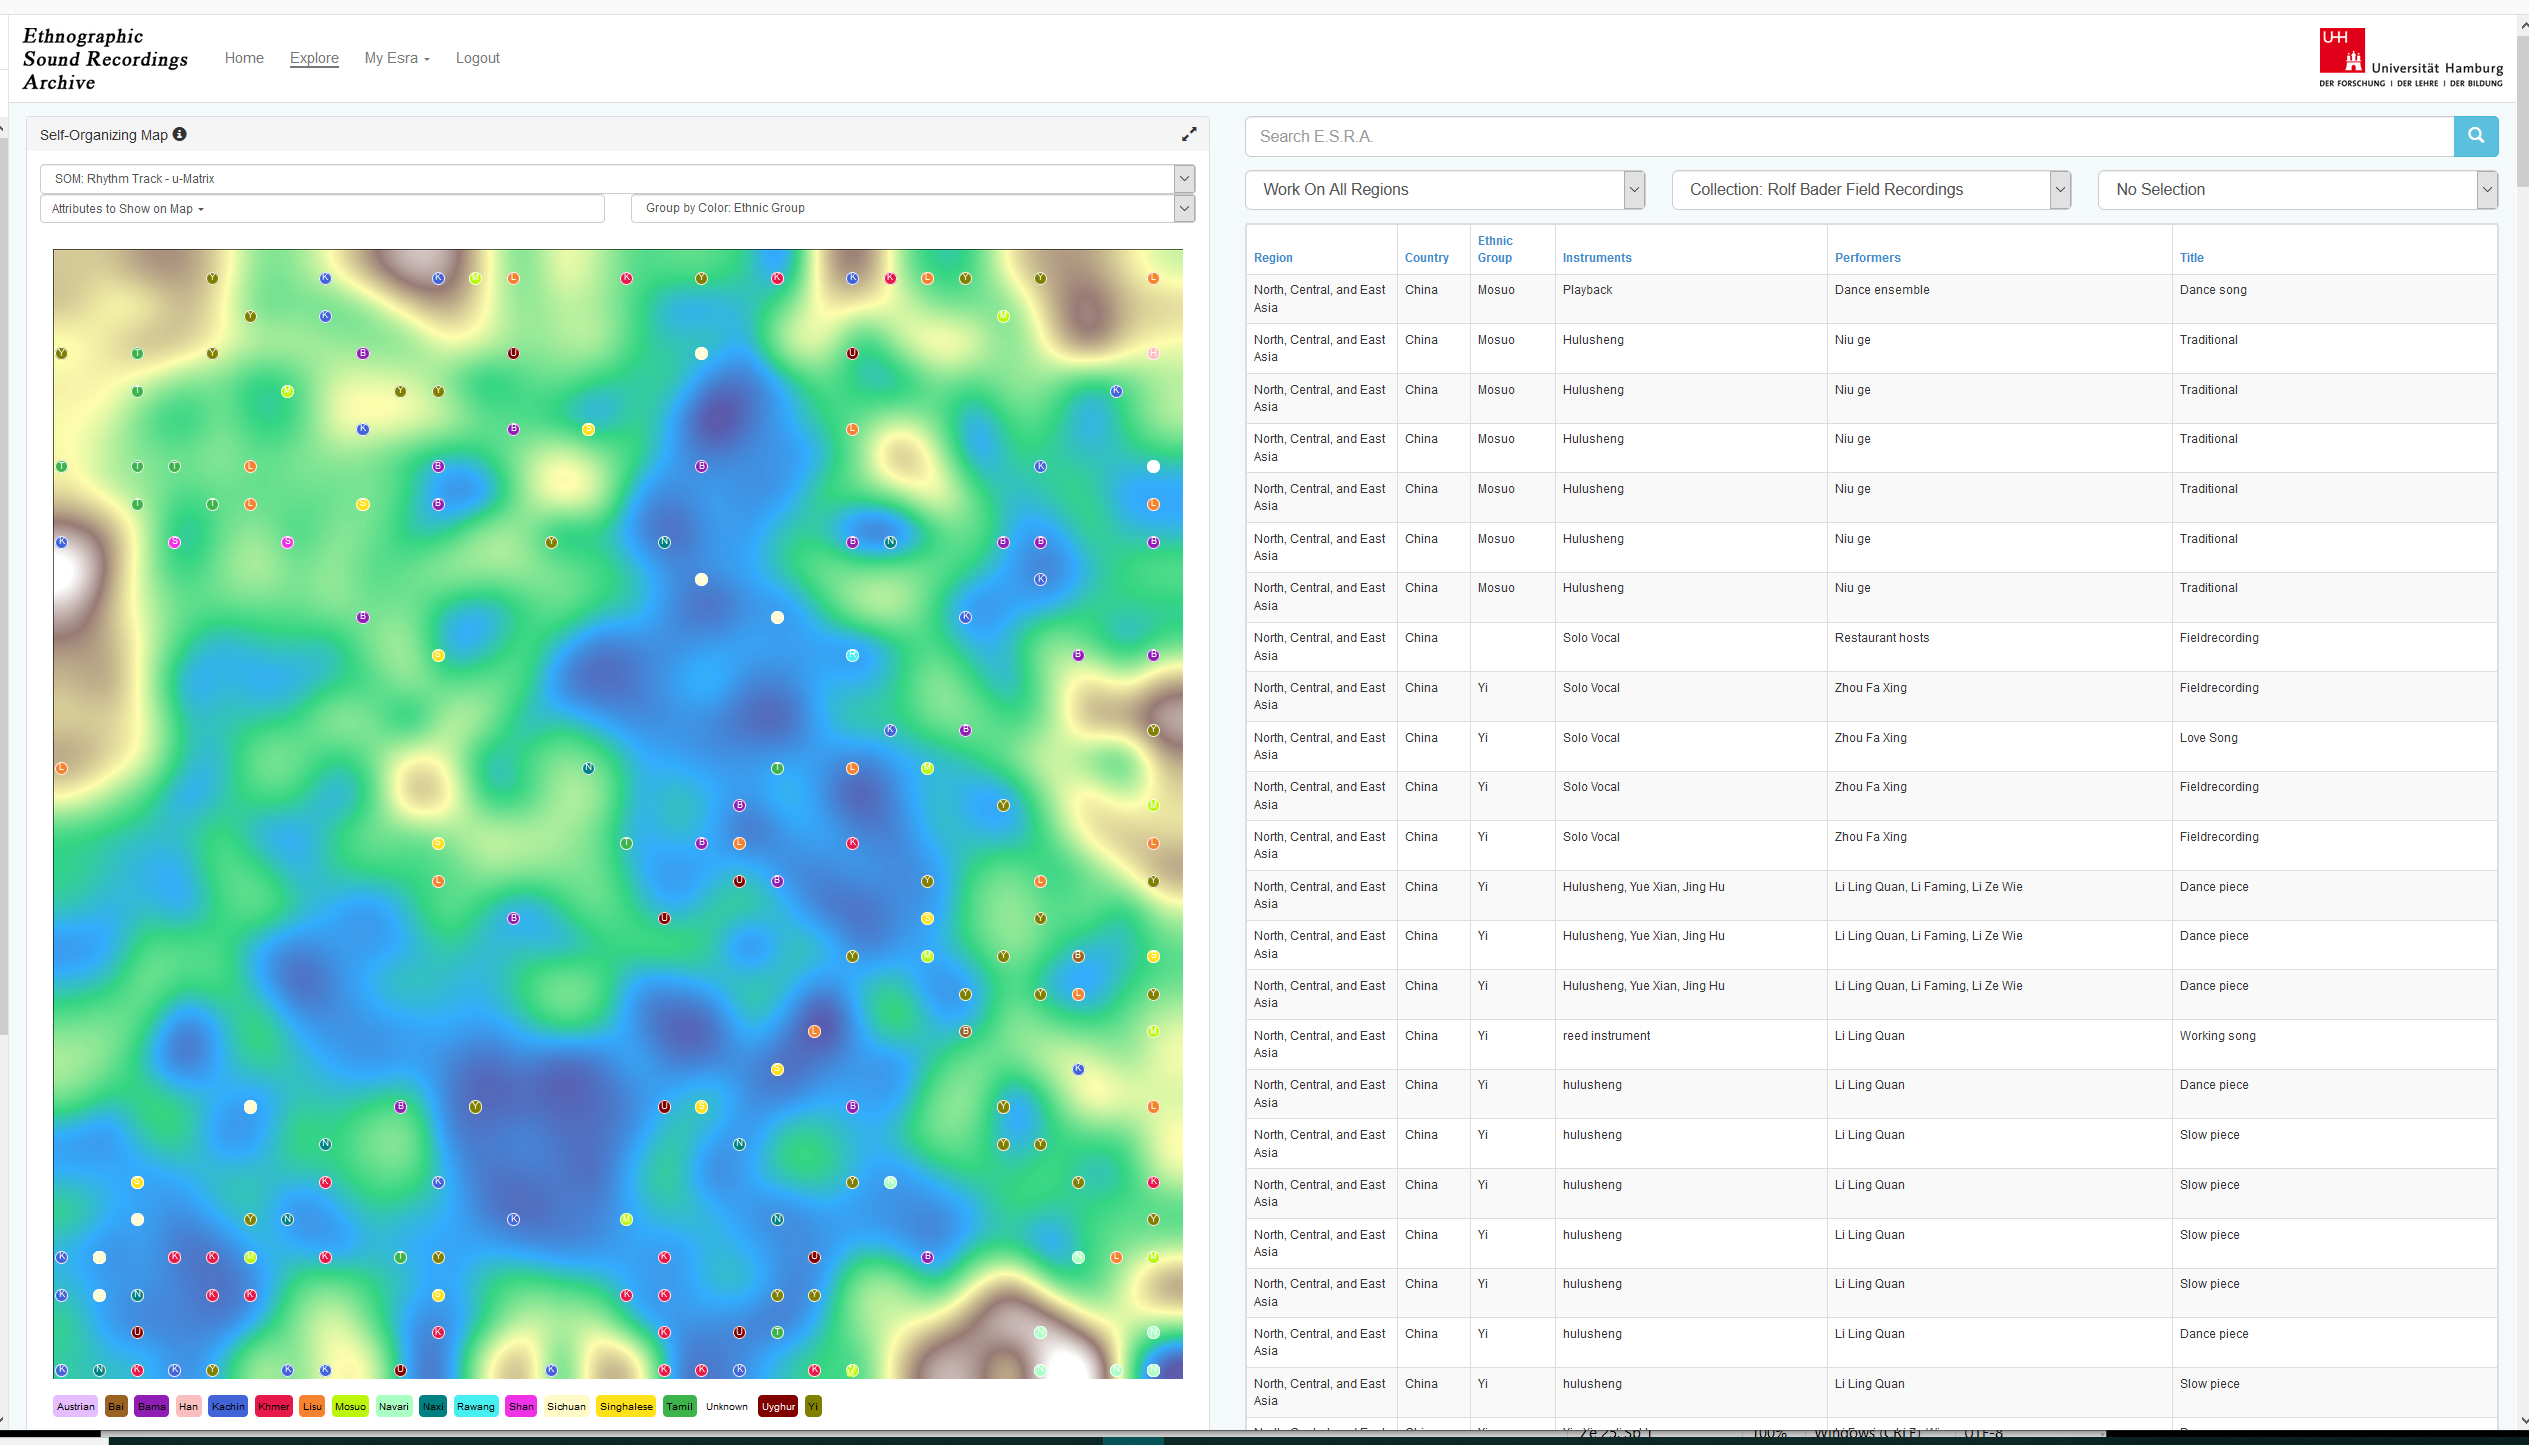 Ethnographic
Sound Recordings
Archive
Home
Explore
My Esra
Logout
UH
Universität Hamburg
DER FORSCHUNG | DER LEHRE | DER BILDUNG
Self-Organizing Map
SOM: Rhythm Track - u-Matrix
Attributes to Show on Map
Group by Color: Ethnic Group
Austrian Bai Bama Han Kachin Khmer Lisu Mosuo Navari Naxi Rawang Shan Sichuan Singhalese Tamil Unknown Uyghur Yi
Search E.S.R.A.
Work On All Regions
Collection: Rolf Bader Field Recordings
No Selection
Region Country Ethnic Group Instruments Performers Title
North, Central, and East Asia China Mosuo Playback Dance ensemble Dance song
North, Central, and East Asia China Mosuo Hulusheng Niu ge Traditional
North, Central, and East Asia China Mosuo Hulusheng Niu ge Traditional
North, Central, and East Asia China Mosuo Hulusheng Niu ge Traditional
North, Central, and East Asia China Mosuo Hulusheng Niu ge Traditional
North, Central, and East Asia China Mosuo Hulusheng Niu ge Traditional
North, Central, and East Asia China Mosuo Hulusheng Niu ge Traditional
North, Central, and East Asia China Solo Vocal Restaurant hosts Fieldrecording
North, Central, and East Asia China Yi Solo Vocal Zhou Fa Xing Fieldrecording
North, Central, and East Asia China Yi Solo Vocal Zhou Fa Xing Love Song
North, Central, and East Asia China Yi Solo Vocal Zhou Fa Xing Fieldrecording
North, Central, and East Asia China Yi Solo Vocal Zhou Fa Xing Fieldrecording
North, Central, and East Asia China Yi Hulusheng, Yue Xian, Jing Hu Li Ling Quan, Li Faming, Li Ze Wie Dance piece
North, Central, and East Asia China Yi Hulusheng, Yue Xian, Jing Hu Li Ling Quan, Li Faming, Li Ze Wie Dance piece
North, Central, and East Asia China Yi Hulusheng, Yue Xian, Jing Hu Li Ling Quan, Li Faming, Li Ze Wie Dance piece
North, Central, and East Asia China Yi reed instrument Li Ling Quan Working song
North, Central, and East Asia China Yi hulusheng Li Ling Quan Dance piece
North, Central, and East Asia China Yi hulusheng Li Ling Quan Slow piece
North, Central, and East Asia China Yi hulusheng Li Ling Quan Slow piece
North, Central, and East Asia China Yi hulusheng Li Ling Quan Slow piece
North, Central, and East Asia China Yi hulusheng Li Ling Quan Slow piece
North, Central, and East Asia China Yi hulusheng Li Ling Quan Dance piece
North, Central, and East Asia China Yi hulusheng Li Ling Quan Slow piece
100% Windows (CRLF) UTF-8